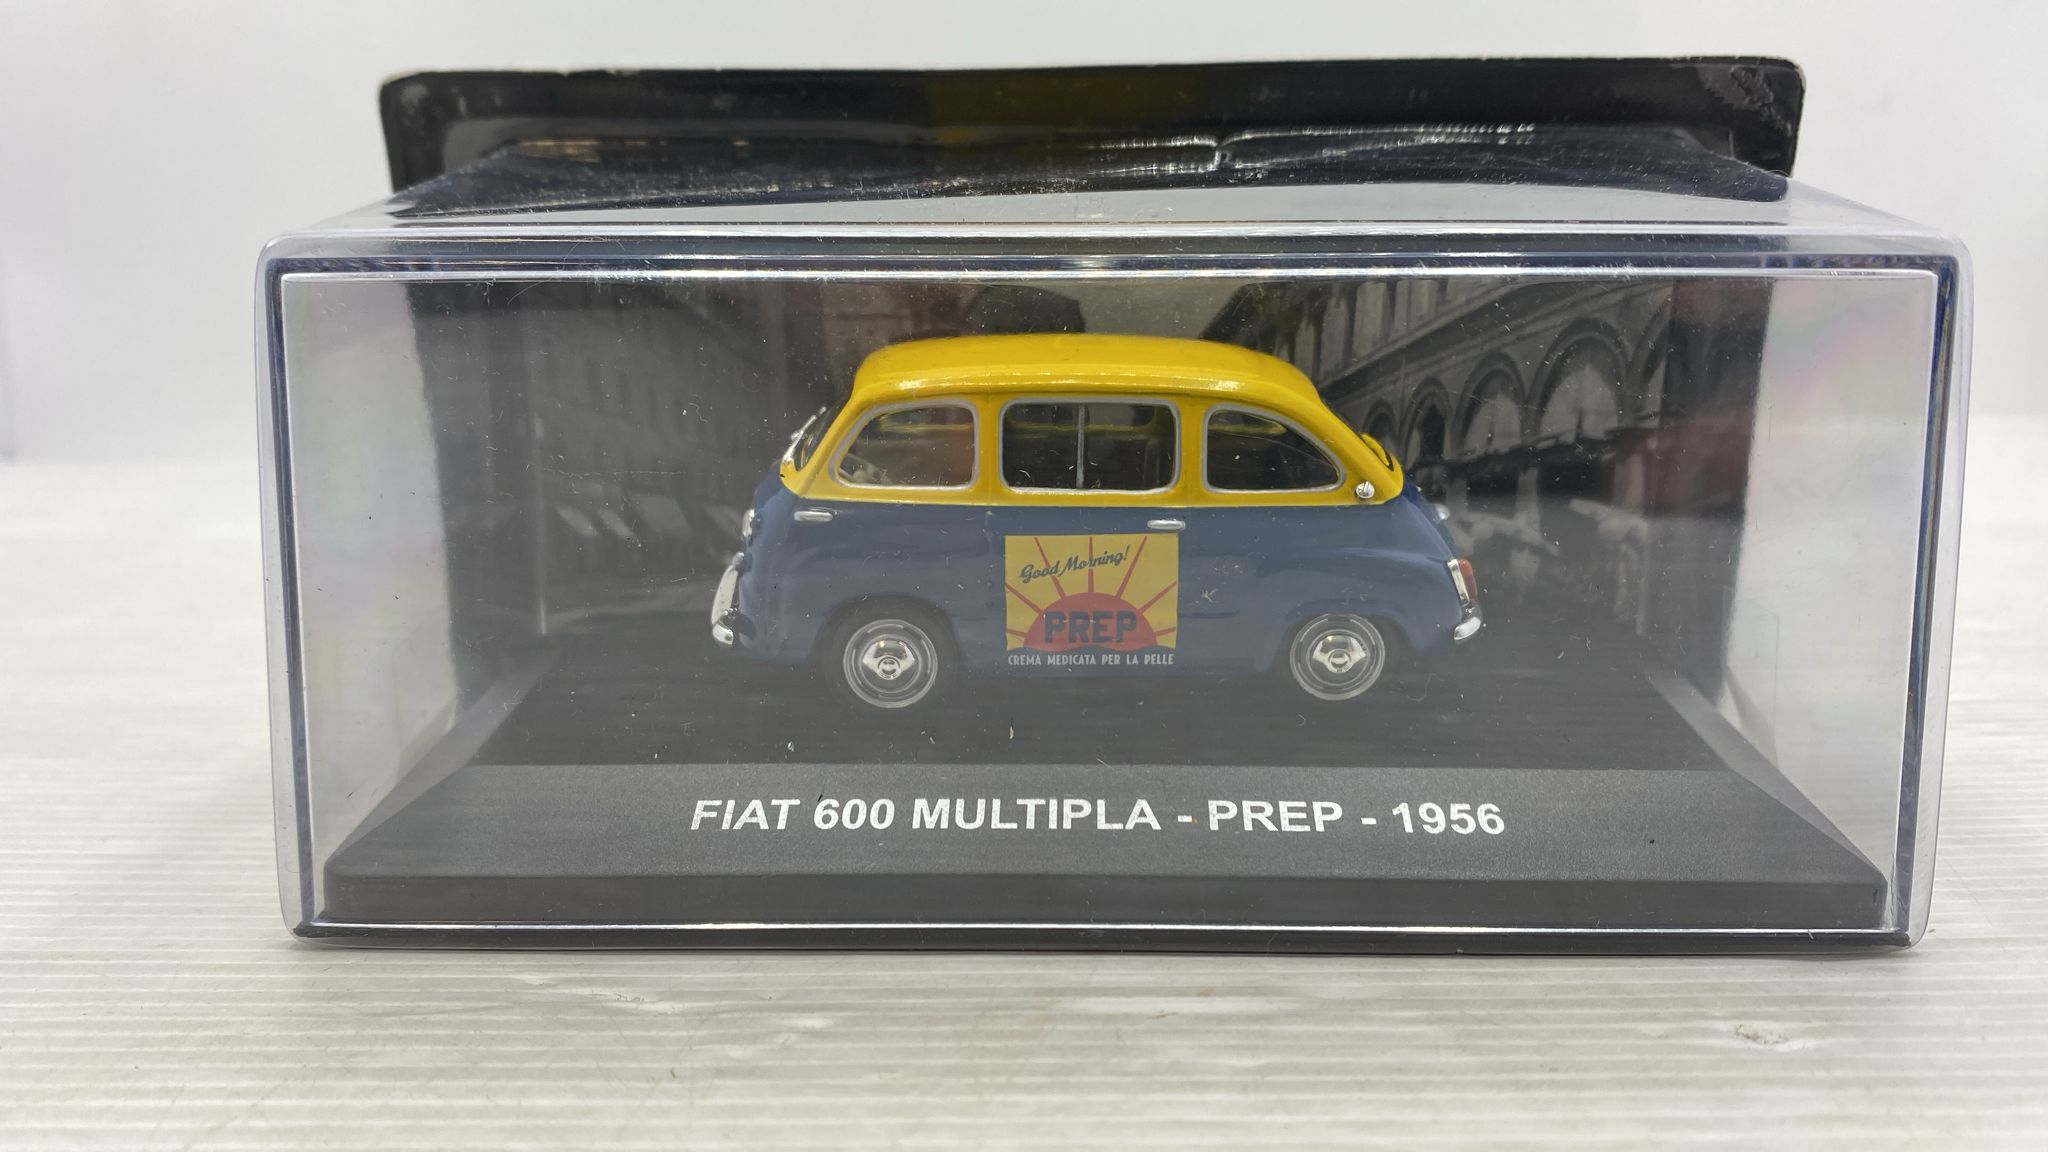 Good Morning!
PREP
CREMA MEDICATA PER LA PELLE
FIAT 600 MULTIPLA - PREP - 1956